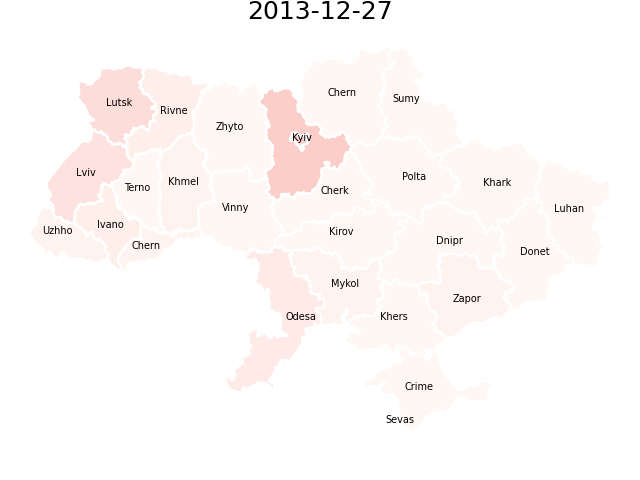 2013-12-27
Chern
Sumy
Lutsk
Rivne
Zhyto
Kyiv
Lviv
Terno
Khmel
Cherk
Polta
Khark
Luhan
Vinny
Uzhho
Ivano
Chern
Kirov
Dnipr
Donet
Mykol
Zapor
Odesa
Khers
Crime
Sevas